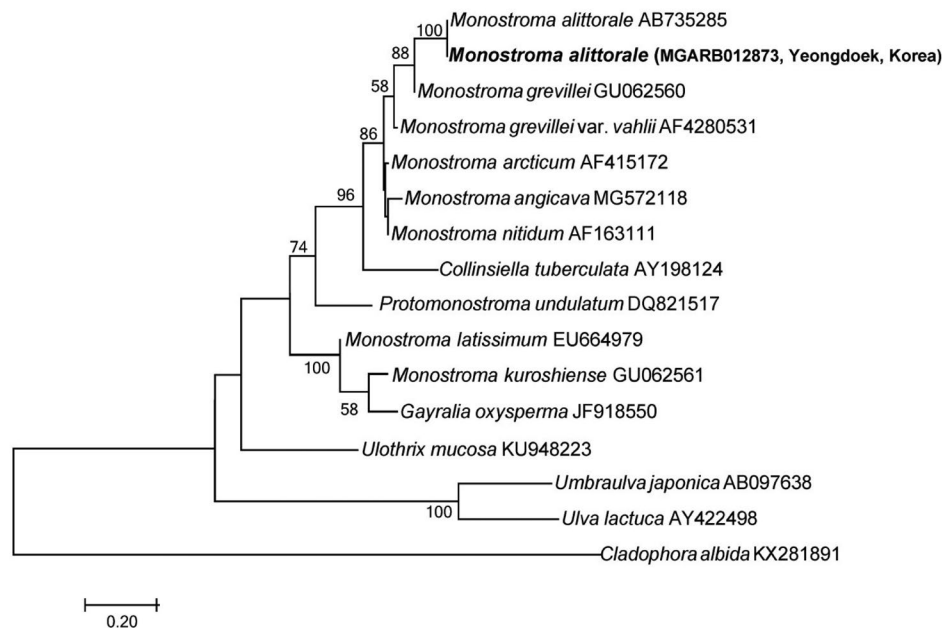 Monostroma alittorale AB735285
100
Monostroma alittorale (MGARB012873, Yeongdoek, Korea)
88
Monostroma grevillei GU062560
58
Monostroma grevillei var. vahlii AF4280531
86
Monostroma arcticum AF415172
96
Monostroma angicava MG572118
Monostroma nitidum AF163111
74
Collinsiella tuberculata AY198124
Protomonostroma undulatum DQ821517
Monostroma latissimum EU664979
100
Monostroma kuroshiense GU062561
58
Gayralia oxysperma JF918550
Ulothrix mucosa KU948223
Umbraulva japonica AB097638
100
Ulva lactuca AY422498
Cladophora albida KX281891
0.20